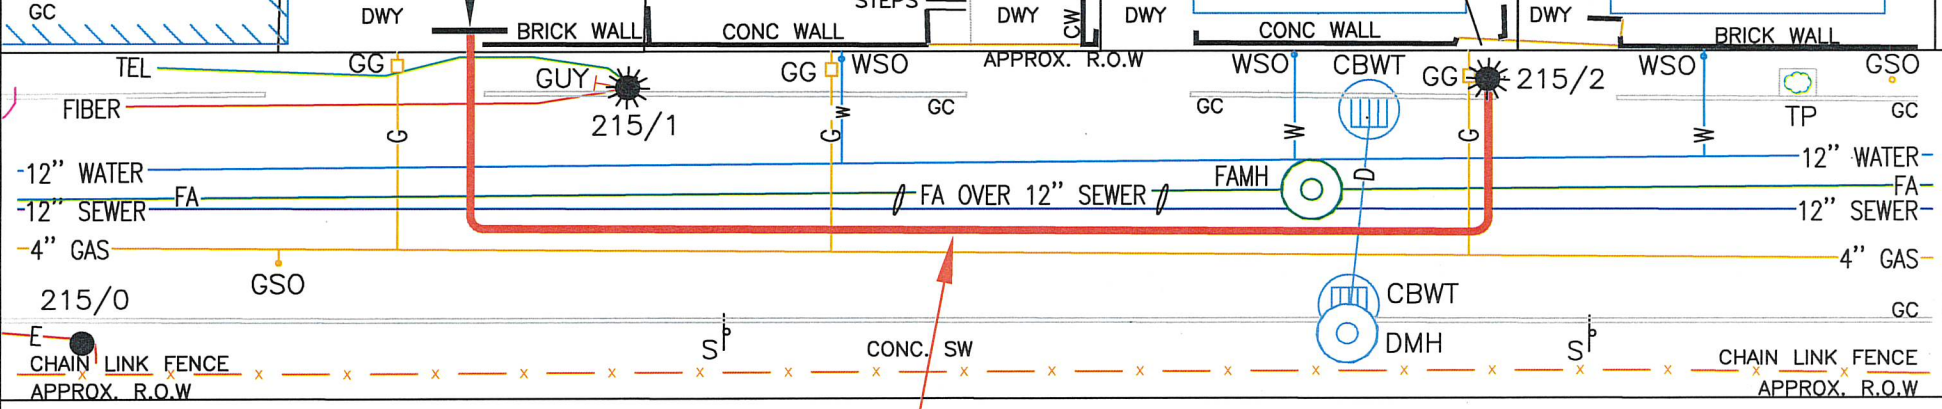 GC
DWY
BRICK WALL
CONC WALL
STEPS
DWY
CW
DWY
CONC WALL
DWY
BRICK WALL
TEL
GG
GUY
GG
WSO
APPROX. R.O.W
WSO
CBWT
GG
215/2
WSO
GSO
FIBER
215/1
GC
GC
TP
GC
G
G
W
W
G
W
12" WATER
12" WATER
FA
FA OVER 12" SEWER
FAMH
D
FA
12" SEWER
12" SEWER
4" GAS
4" GAS
GSO
215/0
CBWT
GC
E
S
CONC. SW
DMH
S
CHAIN LINK FENCE
CHAIN LINK FENCE
APPROX. R.O.W
APPROX. R.O.W